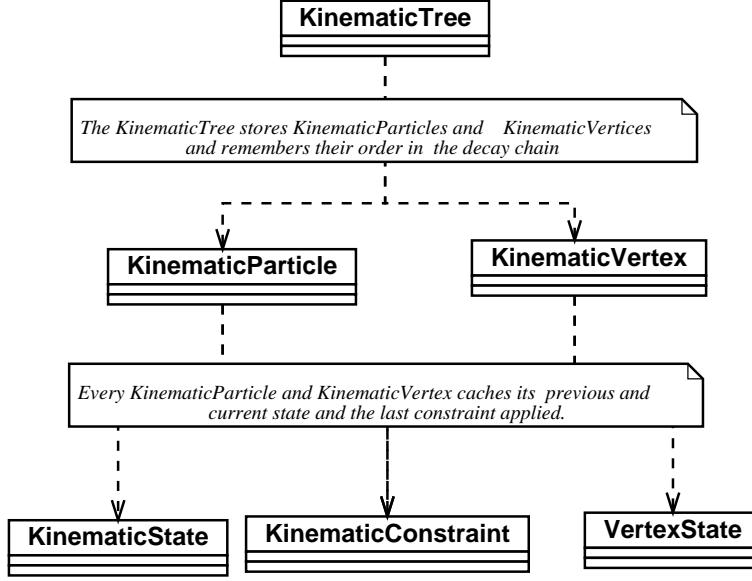 KinematicTree
The KinematicTree stores KinematicParticles and KinematicVertices
and remembers their order in the decay chain
KinematicParticle
KinematicVertex
Every KinematicParticle and KinematicVertex caches its previous and
current state and the last constraint applied.
KinematicState
KinematicConstraint
VertexState